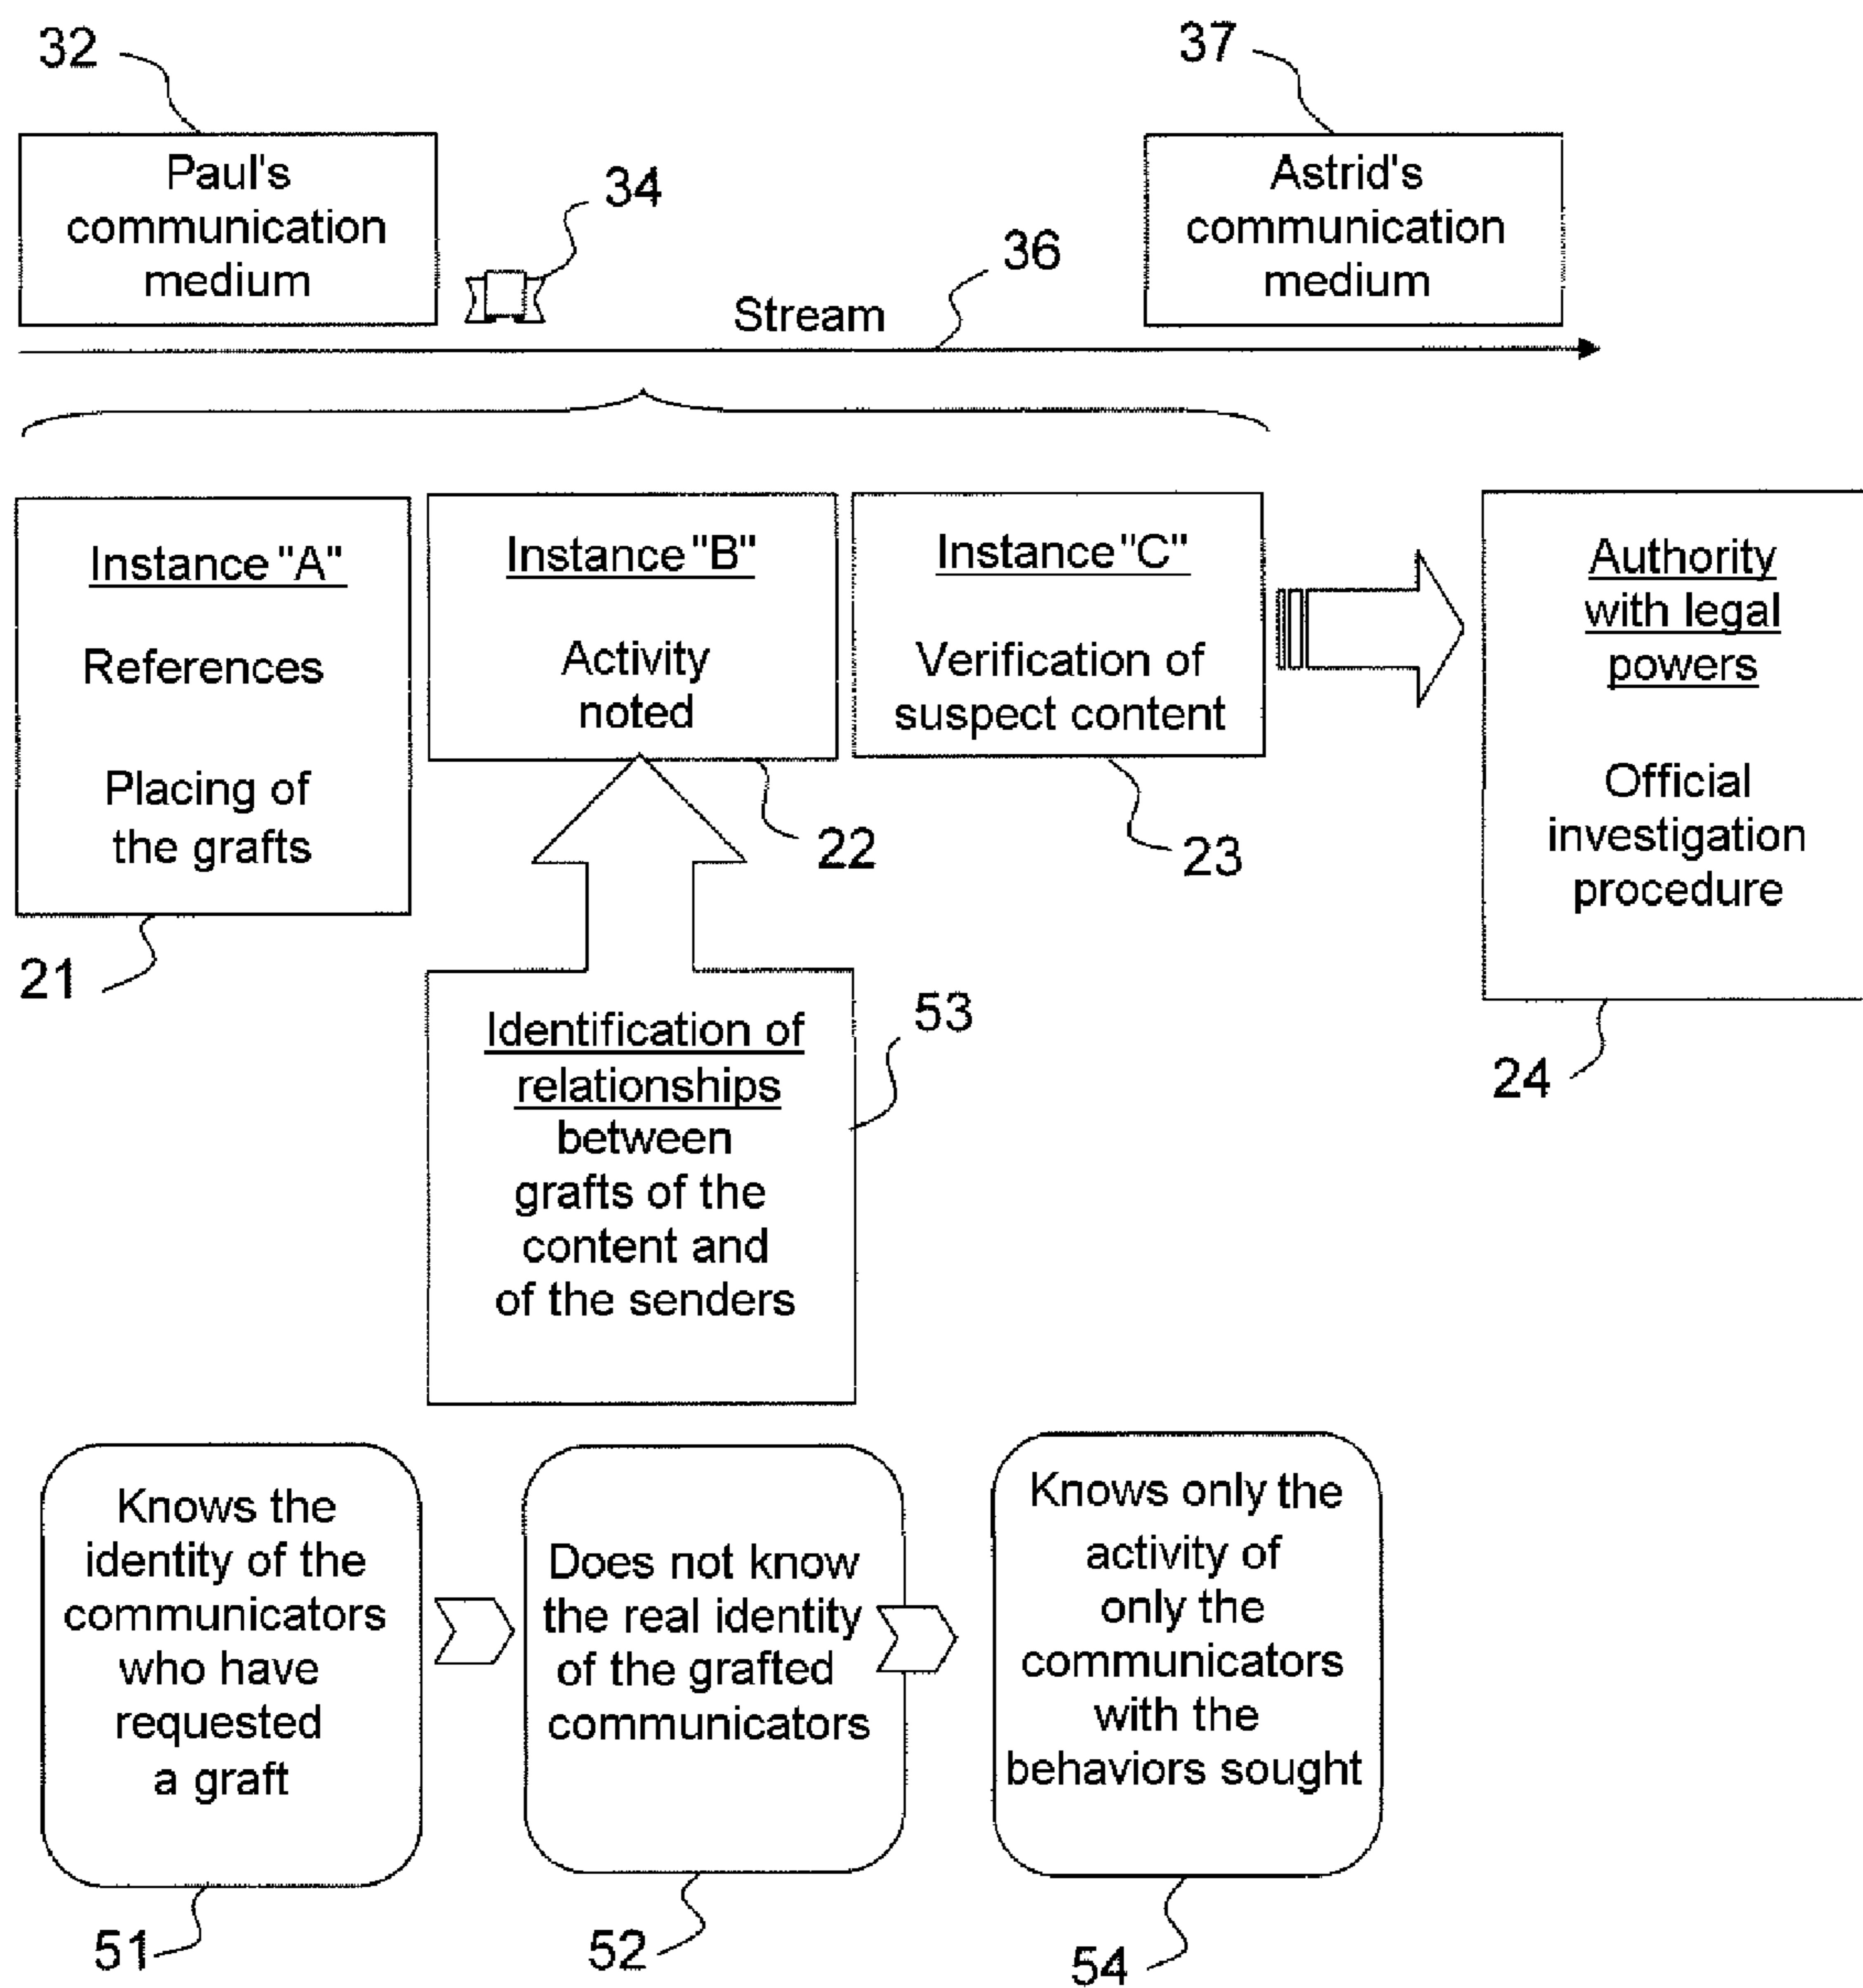 32
37
Paul's
communication
medium
34
36
Astrid's
communication
medium
Stream
Instance "A"
References
Placing of
the grafts
21
Instance "B"
Activity
noted
22
Instance "C"
Verification of
suspect content
23
Authority
with legal
powers
Official
investigation
procedure
24
Identification of
relationships
between
grafts of the
content and
of the senders
53
Knows the
identity of the
communicators
who have
requested
a graft
51
Does not know
the real identity
of the grafted
communicators
52
Knows only the
activity of
only the
communicators
with the
behaviors sought
54